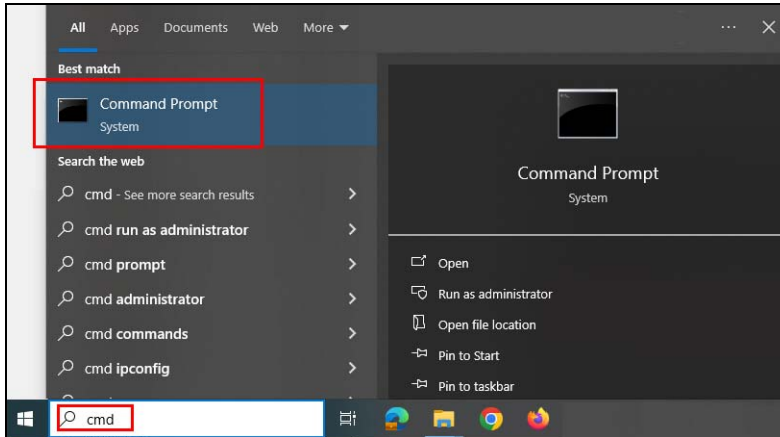 All Apps Documents Web More
Best match
Command Prompt
System
Search the web
cmd - See more search results
cmd run as administrator
cmd prompt
cmd administrator
cmd commands
cmd ipconfig
Command Prompt
System
Open
Run as administrator
Open file location
Pin to Start
Pin to taskbar
cmd